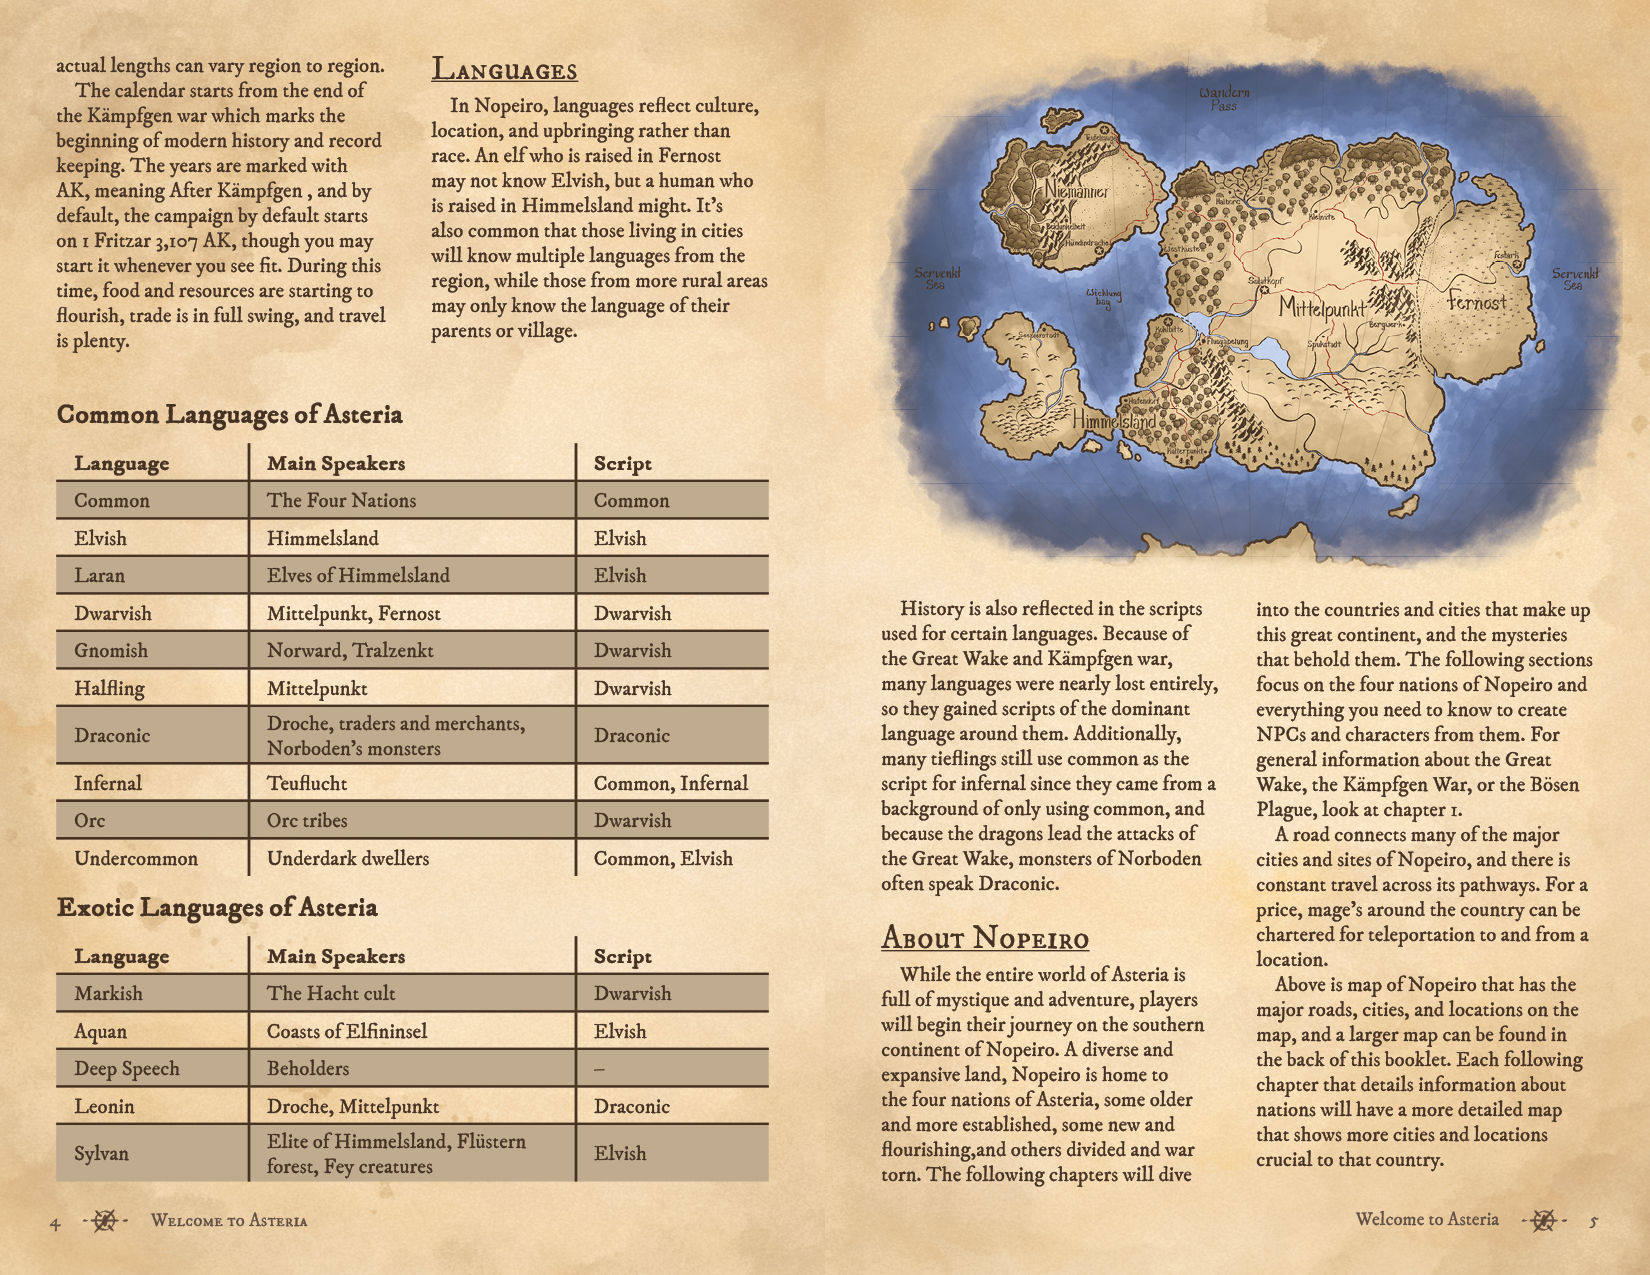 actual lengths can vary region to region.
The calendar starts from the end of
the Kämpfgen war which marks the
beginning of modern history and record
keeping. The years are marked with
AK, meaning After Kämpfgen , and by
default, the campaign by default starts
on 1 Fritzar 3,107 AK, though you may
start it whenever you see fit. During this
time, food and resources are starting to
flourish, trade is in full swing, and travel
is plenty.
Languages
In Nopeiro, languages reflect culture,
location, and upbringing rather than
race. An elf who is raised in Fernost
may not know Elvish, but a human who
is raised in Himmelsland might. It's
also common that those living in cities
will know multiple languages from the
region, while those from more rural areas
may only know the language of their
parents or village.
Common Languages of Asteria
Language Main Speakers Script
Common The Four Nations Common
Elvish Himmelsland Elvish
Laran Elves of Himmelsland Elvish
Dwarvish Mittelpunkt, Fernost Dwarvish
Gnomish Norward, Tralzenkt Dwarvish
Halfling Mittelpunkt Dwarvish
Draconic Droche, traders and merchants, Draconic
Norboden's monsters
Infernal Teuflucht Common, Infernal
Orc Orc tribes Dwarvish
Undercommon Underdark dwellers Common, Elvish
Exotic Languages of Asteria
Language Main Speakers Script
Markish The Hacht cult Dwarvish
Aquan Coasts of Elfininsel Elvish
Deep Speech Beholders –
Leonin Droche, Mittelpunkt Draconic
Sylvan Elite of Himmelsland, Flüstern Elvish
forest, Fey creatures
4 Welcome to Asteria
Wandern
Pass
Niemanner
Hündindrache
Halberg
Westküste
Servenkt
Sea
Wicklung
bay
Salzkopf
Mittelpunkt
Fernost
Servenkt
Sea
Bergwerk
Flussgabelung
Spukstadt
Himmelsland
Kalterpunkt
History is also reflected in the scripts
used for certain languages. Because of
the Great Wake and Kämpfgen war,
many languages were nearly lost entirely,
so they gained scripts of the dominant
language around them. Additionally,
many tieflings still use common as the
script for infernal since they came from a
background of only using common, and
because the dragons lead the attacks of
the Great Wake, monsters of Norboden
often speak Draconic.
About Nopeiro
While the entire world of Asteria is
full of mystique and adventure, players
will begin their journey on the southern
continent of Nopeiro. A diverse and
expansive land, Nopeiro is home to
the four nations of Asteria, some older
and more established, some new and
flourishing,and others divided and war
torn. The following chapters will dive
into the countries and cities that make up
this great continent, and the mysteries
that behold them. The following sections
focus on the four nations of Nopeiro and
everything you need to know to create
NPCs and characters from them. For
general information about the Great
Wake, the Kämpfgen War, or the Bösen
Plague, look at chapter 1.
A road connects many of the major
cities and sites of Nopeiro, and there is
constant travel across its pathways. For a
price, mage's around the country can be
chartered for teleportation to and from a
location.
Above is map of Nopeiro that has the
major roads, cities, and locations on the
map, and a larger map can be found in
the back of this booklet. Each following
chapter that details information about
nations will have a more detailed map
that shows more cities and locations
crucial to that country.
Welcome to Asteria 5